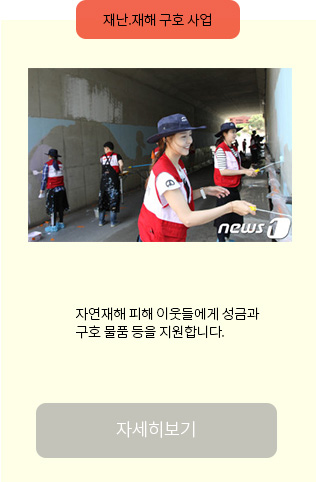 재난.재해 구호 사업
news1
자연재해 피해 이웃들에게 성금과
구호 물품 등을 지원합니다.
자세히보기